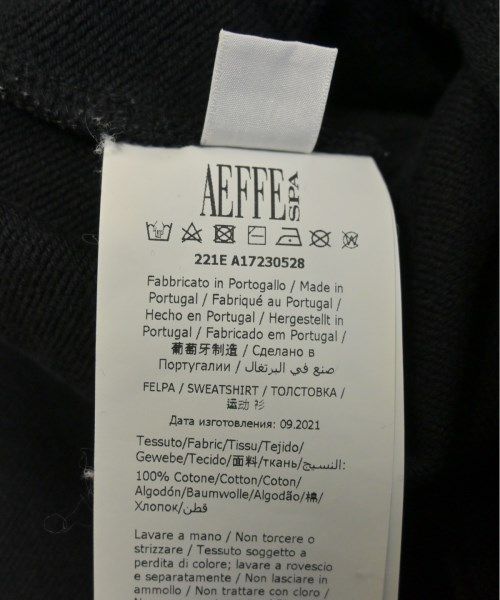 AEFFE SPA
221E A17230528
Fabbricato in Portogallo / Made in
Portugal / Fabriqué au Portugal /
Hecho en Portugal / Hergestellt in
Portugal / Fabricado em Portugal /
葡萄牙制造 / Сделано в
Португалии / صنع في البرتغال
FELPA / SWEATSHIRT / ТОЛСТОВКА /
运动 衫
Дата изготовления: 09.2021
Tessuto/Fabric/Tissu/Tejido/
Gewebe/Tecido/面料/ткань/النسيج:
100% Cotone/Cotton/Coton/
Algodón/Baumwolle/Algodão/棉/
Хлопок/قطن
Lavare a mano / Non torcere o
strizzare / Tessuto soggetto a
perdita di colore; lavare a rovescio
e separatamente / Non lasciare in
ammollo / Non trattare con cloro /